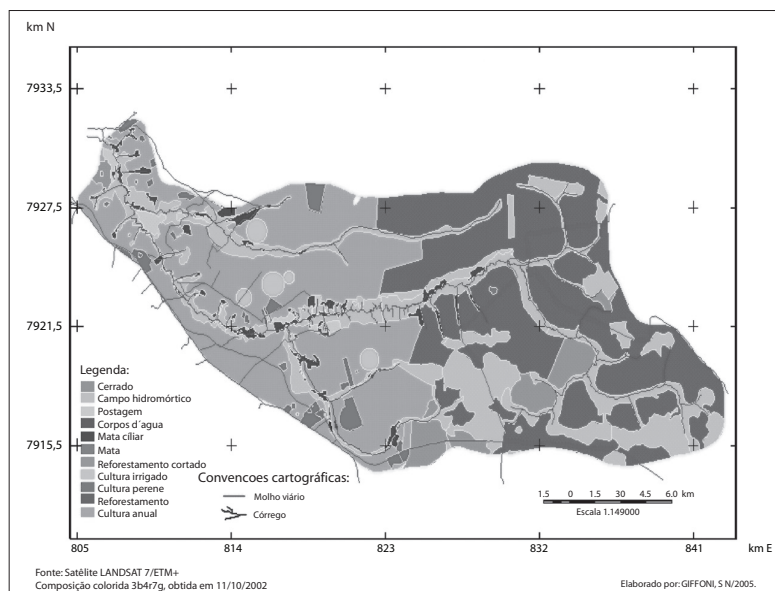 km N
7933,5
7927,5
7921,5
7915,5
Legenda:
Cerrado
Campo hidromórtico
Postagem
Corpos d´agua
Mata cíliar
Mata
Reforestamento cortado
Cultura irrigado
Cultura perene
Reforestamento
Cultura anual
Convencoes cartográficas:
Molho viário
Córrego
1.5 0 1.5 30 4.5 6.0 km
Escala 1.149000
805 814 823 832 841 km E
Fonte: Satélite LANDSAT 7/ETM+
Composição colorida 3b4r7g, obtida em 11/10/2002
Elaborado por: GIFFONI, S N/2005.